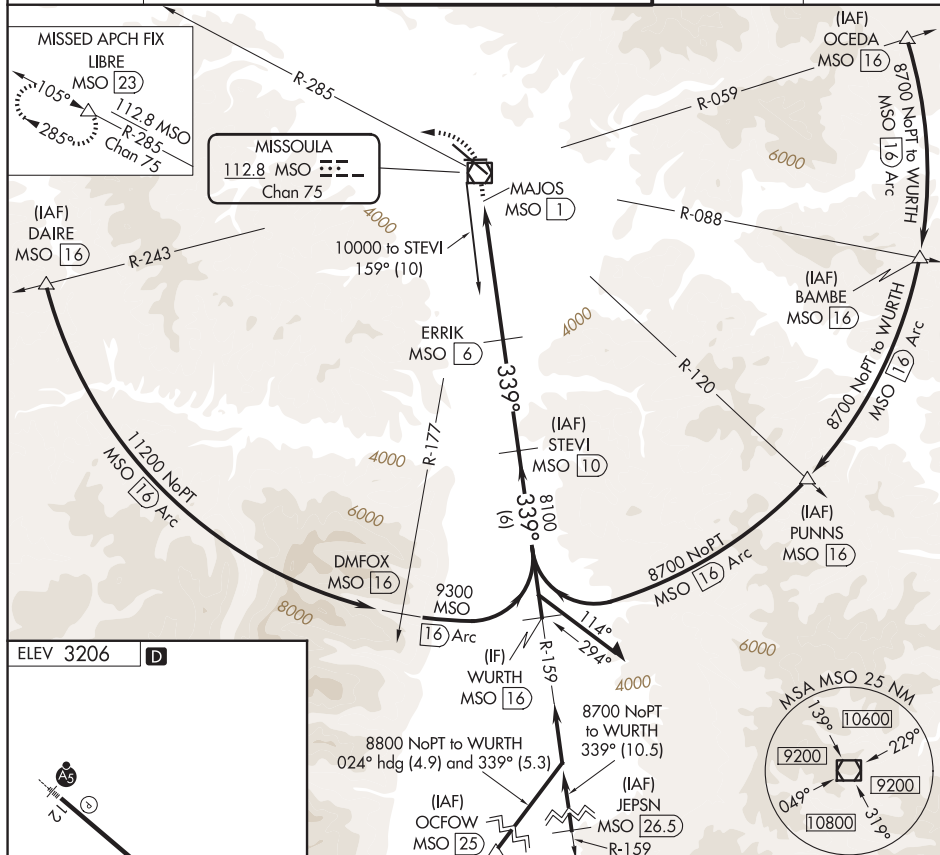 MISSED APCH FIX
LIBRE
MSO 23
105°
285°
112.8 MSO
R-285
Chan 75
R-285
(IAF)
OCEDA
MSO 16
R-059
8700 NoPT to WURTH
MSO 16 Arc
6000
MISSOULA
112.8 MSO
Chan 75
MAJOS
MSO 1
4000
R-088
(IAF)
DAIRE
MSO 16
R-243
10000 to STEVI
159° (10)
(IAF)
BAMBE
MSO 16
ERRIK
MSO 6
4000
339°
R-120
8700 NoPT to WURTH
MSO 16 Arc
R-177
(IAF)
STEVI
MSO 10
4000
11200 NoPT
MSO 16 Arc
6000
8100
339°
(6)
(IAF)
PUNNS
MSO 16
8700 NoPT
MSO 16 Arc
DMFOX
MSO 16
8000
9300
MSO
16 Arc
114°
294°
(IF)
WURTH
MSO 16
R-159
6000
4000
ELEV 3206
D
A5
P
12
8800 NoPT to WURTH
024° hdg (4.9) and 339° (5.3)
8700 NoPT
to WURTH
339° (10.5)
(IAF)
OCFOW
MSO 25
(IAF)
JEPSN
MSO 26.5
R-159
MSA MSO 25 NM
139°
10600
229°
9200
9200
049°
10800
319°